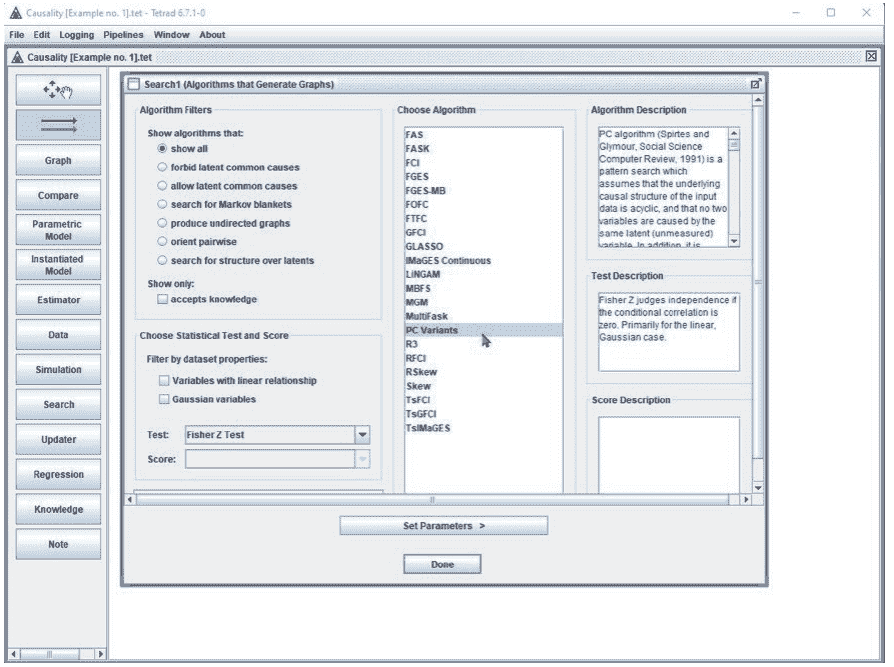 Causality [Example no. 1].tet - Tetrad 6.7.1-0
File Edit Logging Pipelines Window About
Causality [Example no. 1].tet
Graph
Compare
Parametric
Model
Instantiated
Model
Estimator
Data
Simulation
Search
Updater
Regression
Knowledge
Note
Search1 (Algorithms that Generate Graphs)
Algorithm Filters
Show algorithms that:
show all
forbid latent common causes
allow latent common causes
search for Markov blankets
produce undirected graphs
orient pairwise
search for structure over latents
Show only:
accepts knowledge
Choose Statistical Test and Score
Filter by dataset properties:
Variables with linear relationship
Gaussian variables
Test: Fisher Z Test
Score:
Choose Algorithm
FAS
FASK
FCI
FGES
FGES-MB
FOFC
FTFC
GFCI
GLASSO
IMaGES Continuous
LiNGAM
MBFS
MGM
MultiFask
PC Variants
R3
RFCI
RSkew
Skew
TsFCI
TsGFCI
TsIMaGES
Algorithm Description
PC algorithm (Spirtes and
Glymour, Social Science
Computer Review, 1991) is a
pattern search which
assumes that the underlying
causal structure of the input
data is acyclic, and that no two
variables are caused by the
same latent (unmeasured)
variable. In addition, it is
Test Description
Fisher Z judges independence if
the conditional correlation is
zero. Primarily for the linear,
Gaussian case.
Score Description
Set Parameters >
Done